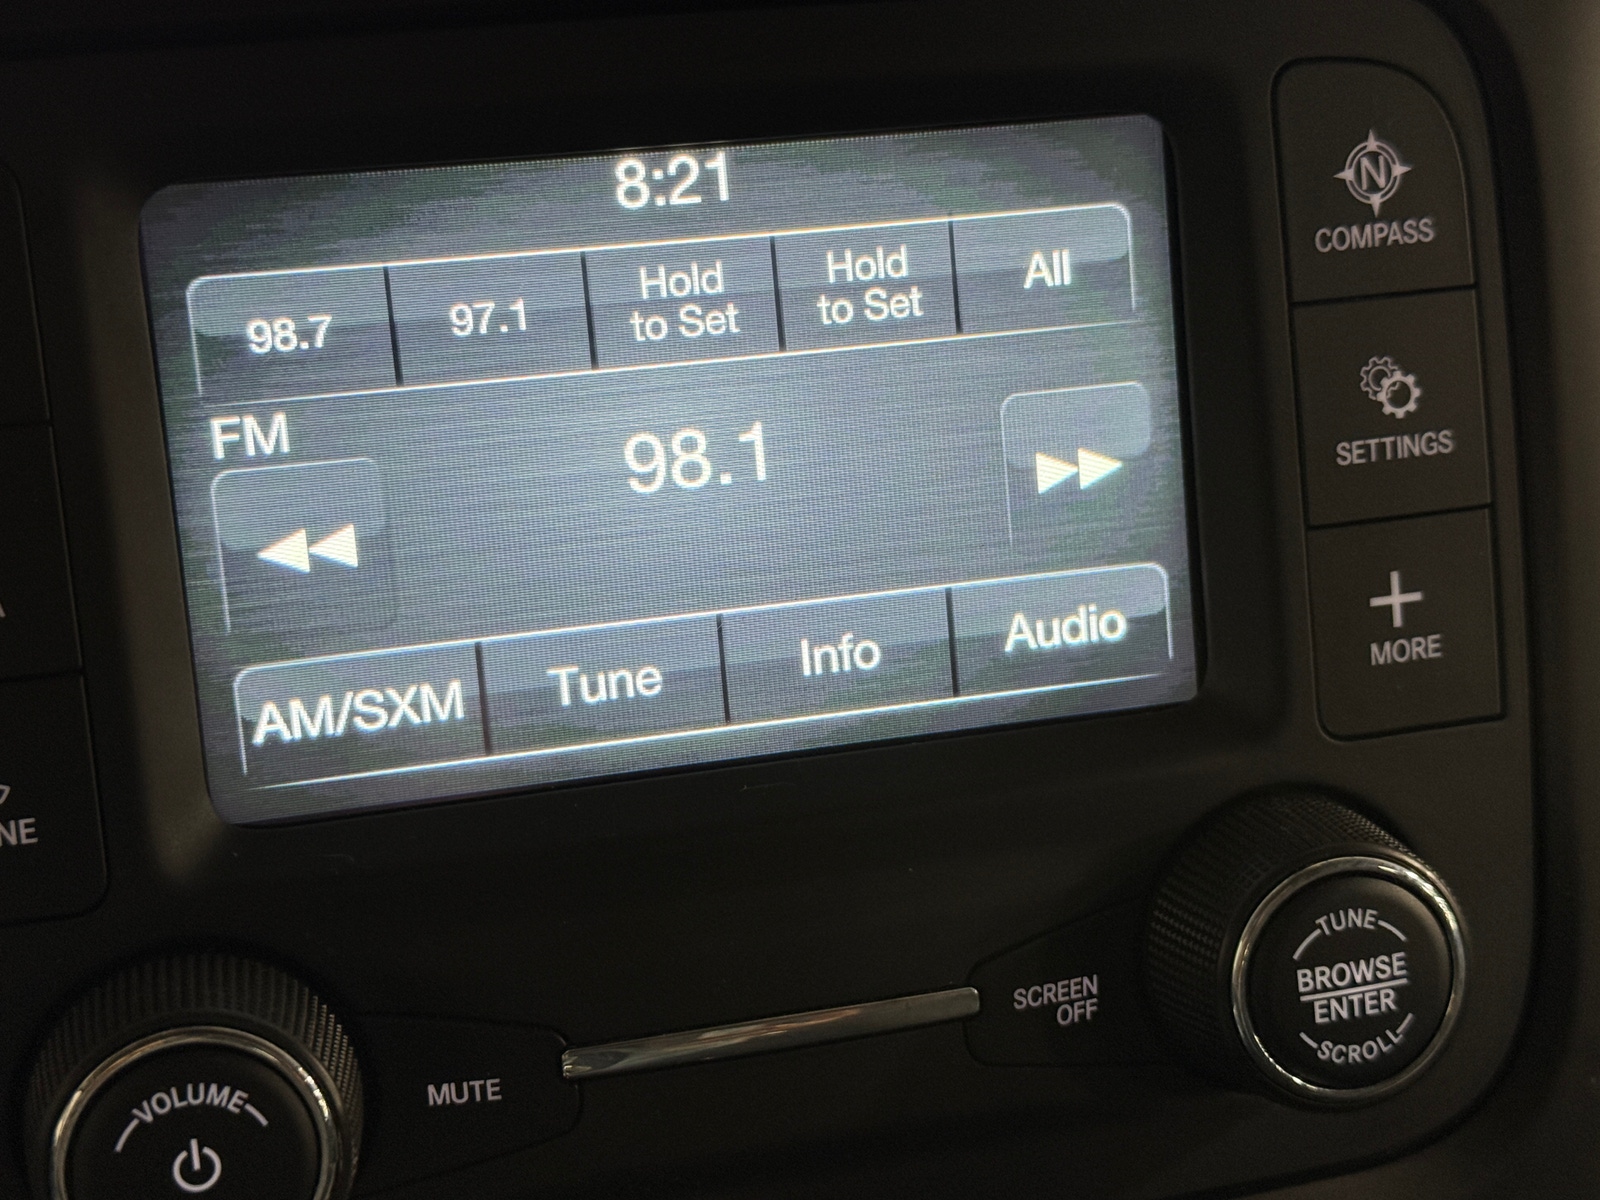 8:21
98.7
97.1
Hold
to Set
Hold
to Set
All
FM
98.1
AM/SXM
Tune
Info
Audio
N
COMPASS
SETTINGS
MORE
NE
VOLUME
MUTE
SCREEN
OFF
TUNE
BROWSE
ENTER
SCROLL